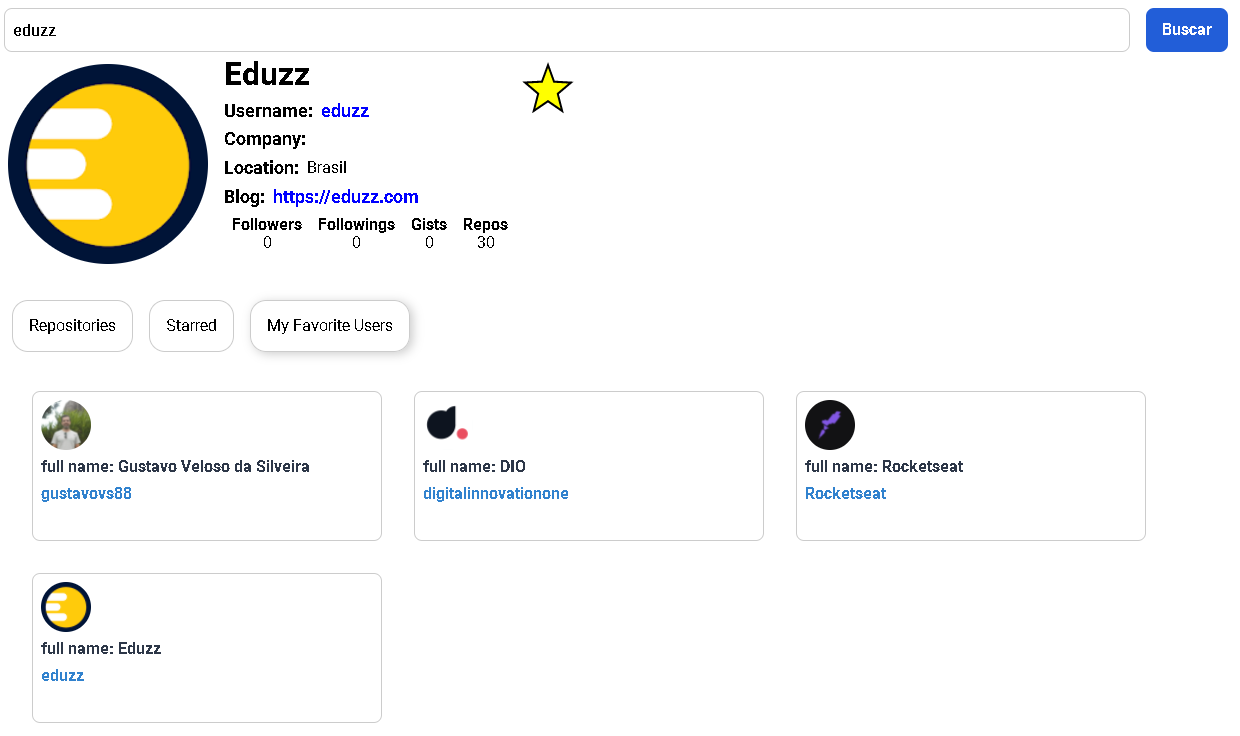 eduzz Buscar
Eduzz
Username: eduzz
Company:
Location: Brasil
Blog: https://eduzz.com
Followers Followings Gists Repos
0 0 0 30
Repositories Starred My Favorite Users
full name: Gustavo Veloso da Silveira
gustavovs88
full name: DIO
digitalinnovationone
full name: Rocketseat
Rocketseat
full name: Eduzz
eduzz